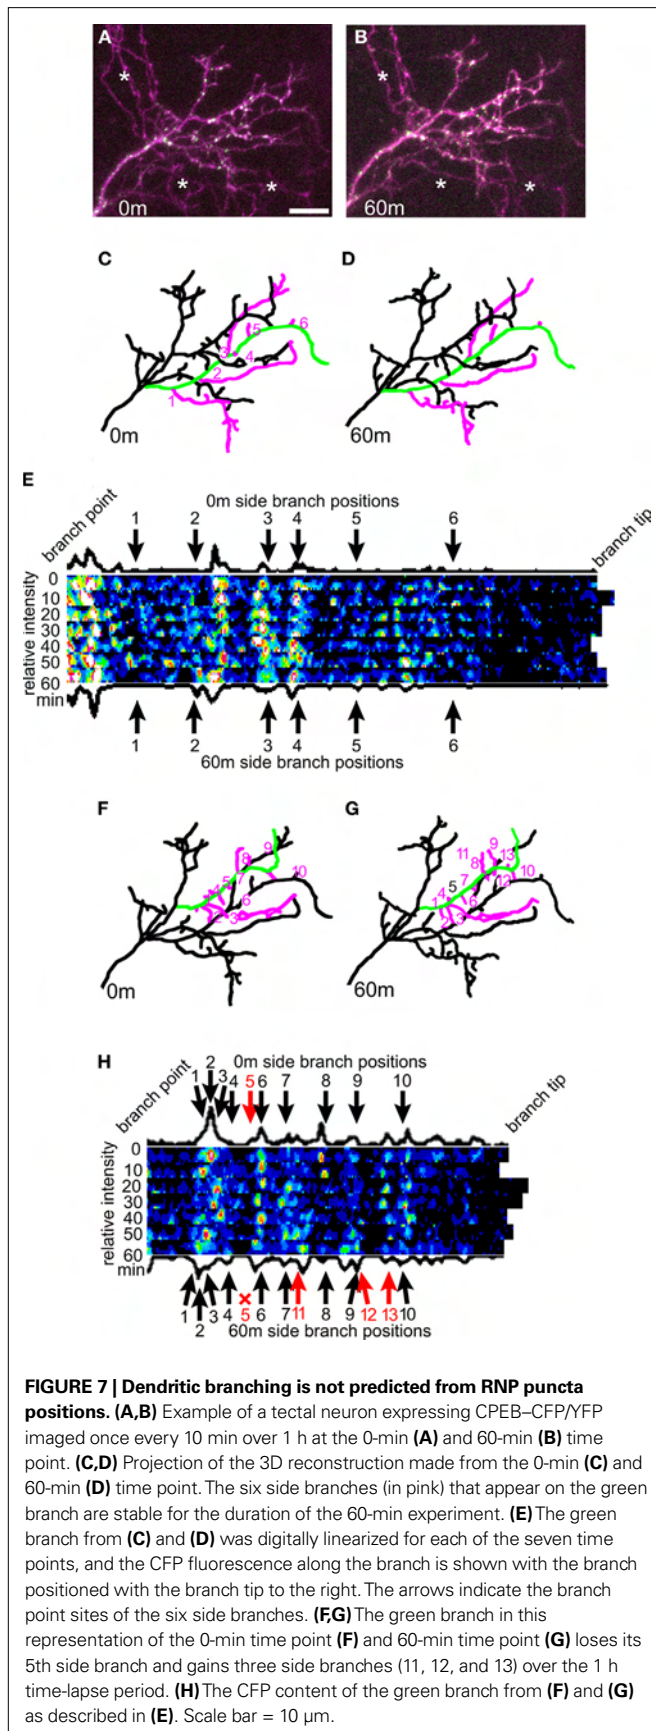 A
B
*
*
*
*
*
*
0m
60m
C
D
5
6
3
4
2
1
0m
60m
E
branch point
0m side branch positions
branch tip
1 2 3 4 5 6
relative intensity
0
10
20
30
40
50
60
min
1 2 3 4 5 6
60m side branch positions
F
G
8
9
4
5
7
10
6
2
3
0m
11
9
8
13
7
12
10
5
4
1
6
2
3
60m
H
branch point
0m side branch positions
branch tip
1 2 3 4 5 6 7 8 9 10
relative intensity
0
10
20
30
40
50
60
min
1 2 3 4 5 6 7 11 8 9 12 13 10
60m side branch positions
FIGURE 7 | Dendritic branching is not predicted from RNP puncta
positions. (A,B) Example of a tectal neuron expressing CPEB–CFP/YFP
imaged once every 10 min over 1 h at the 0-min (A) and 60-min (B) time
point. (C,D) Projection of the 3D reconstruction made from the 0-min (C) and
60-min (D) time point. The six side branches (in pink) that appear on the green
branch are stable for the duration of the 60-min experiment. (E) The green
branch from (C) and (D) was digitally linearized for each of the seven time
points, and the CFP fluorescence along the branch is shown with the branch
positioned with the branch tip to the right. The arrows indicate the branch
point sites of the six side branches. (F,G) The green branch in this
representation of the 0-min time point (F) and 60-min time point (G) loses its
5th side branch and gains three side branches (11, 12, and 13) over the 1 h
time-lapse period. (H) The CFP content of the green branch from (F) and (G)
as described in (E). Scale bar = 10 µm.